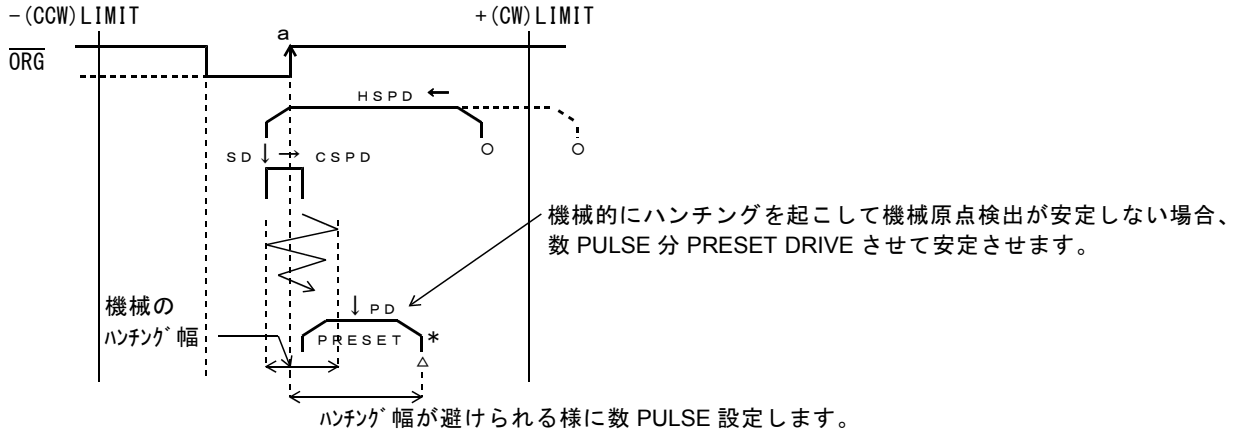 -(CCW)LIMIT
+(CW)LIMIT
a
ORG
HSPD ←
○
○
SD ↓ → CSPD
機械的にハンチングを起こして機械原点検出が安定しない場合、
数 PULSE 分 PRESET DRIVE させて安定させます。
機械の
ﾊﾝﾁﾝｸﾞ幅
↓ PD
PRESET
*
△
ﾊﾝﾁﾝｸﾞ幅が避けられる様に数 PULSE 設定します。